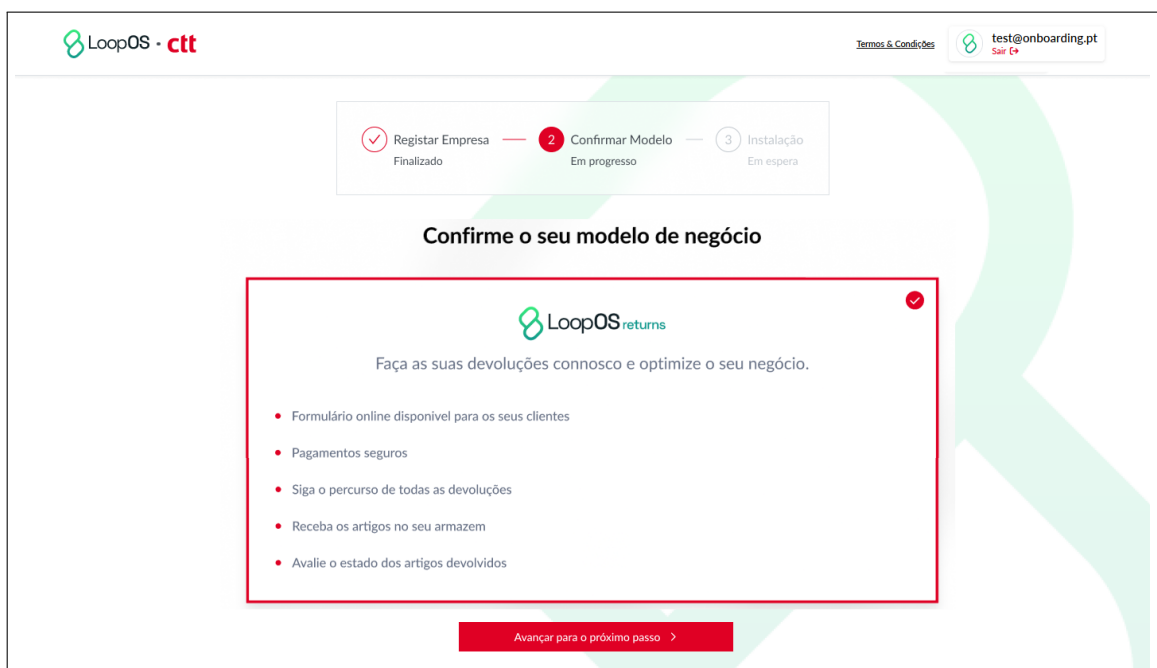 LoopOS · ctt
Termos & Condições
test@onboarding.pt
Sair
Registar Empresa
Finalizado
2 Confirmar Modelo
Em progresso
3 Instalação
Em espera
Confirme o seu modelo de negócio
LoopOS returns
Faça as suas devoluções connosco e optimize o seu negócio.
Formulário online disponivel para os seus clientes
Pagamentos seguros
Siga o percurso de todas as devoluções
Receba os artigos no seu armazem
Avalie o estado dos artigos devolvidos
Avançar para o próximo passo